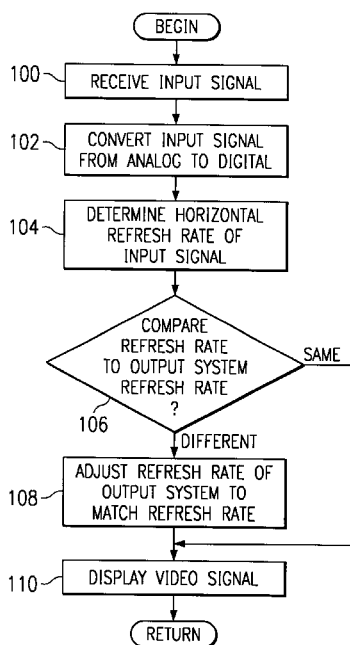 BEGIN
100
RECEIVE INPUT SIGNAL
102
CONVERT INPUT SIGNAL
FROM ANALOG TO DIGITAL
104
DETERMINE HORIZONTAL
REFRESH RATE OF
INPUT SIGNAL
COMPARE
REFRESH RATE
TO OUTPUT SYSTEM
REFRESH RATE
?
SAME
106
DIFFERENT
108
ADJUST REFRESH RATE OF
OUTPUT SYSTEM TO
MATCH REFRESH RATE
110
DISPLAY VIDEO SIGNAL
RETURN